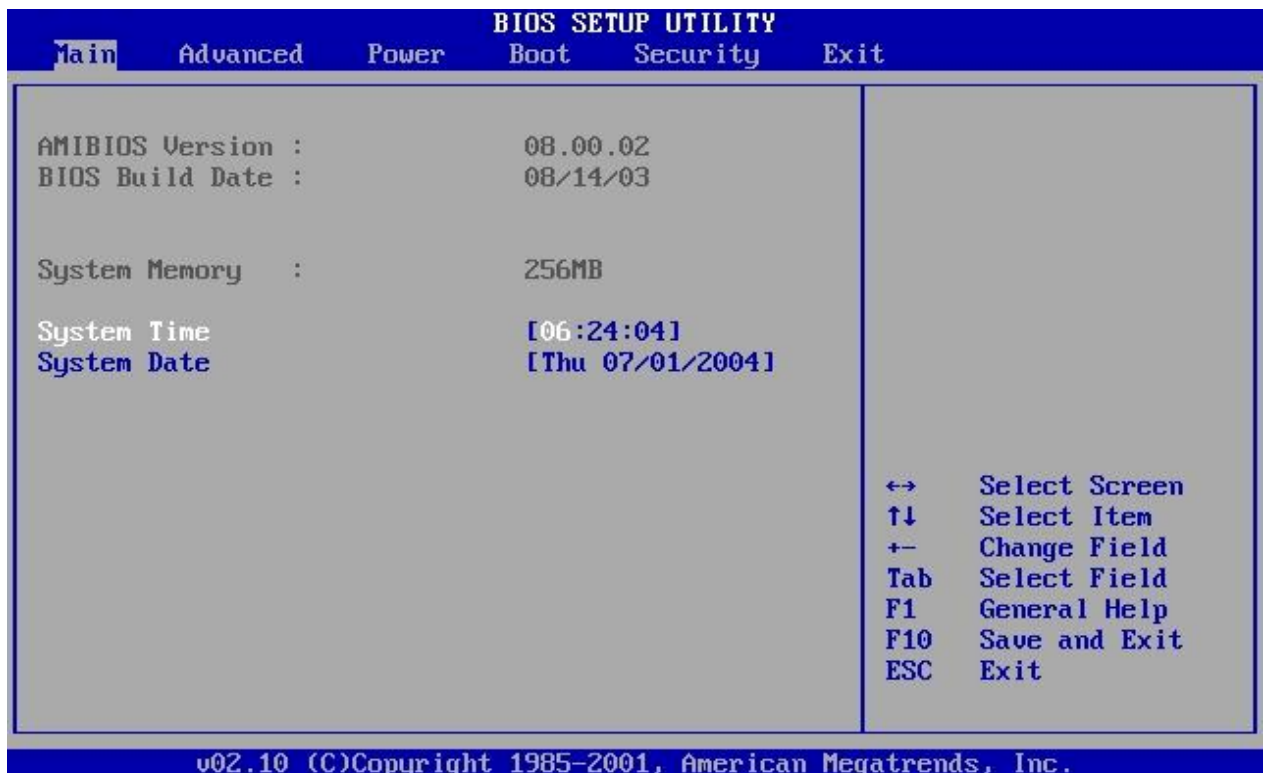 BIOS SETUP UTILITY
Main Advanced Power Boot Security Exit
AMIBIOS Version : 08.00.02
BIOS Build Date : 08/14/03
System Memory : 256MB
System Time [06:24:04]
System Date [Thu 07/01/2004]
←→ Select Screen
↑↓ Select Item
+- Change Field
Tab Select Field
F1 General Help
F10 Save and Exit
ESC Exit
v02.10 (C)Copyright 1985-2001, American Megatrends, Inc.